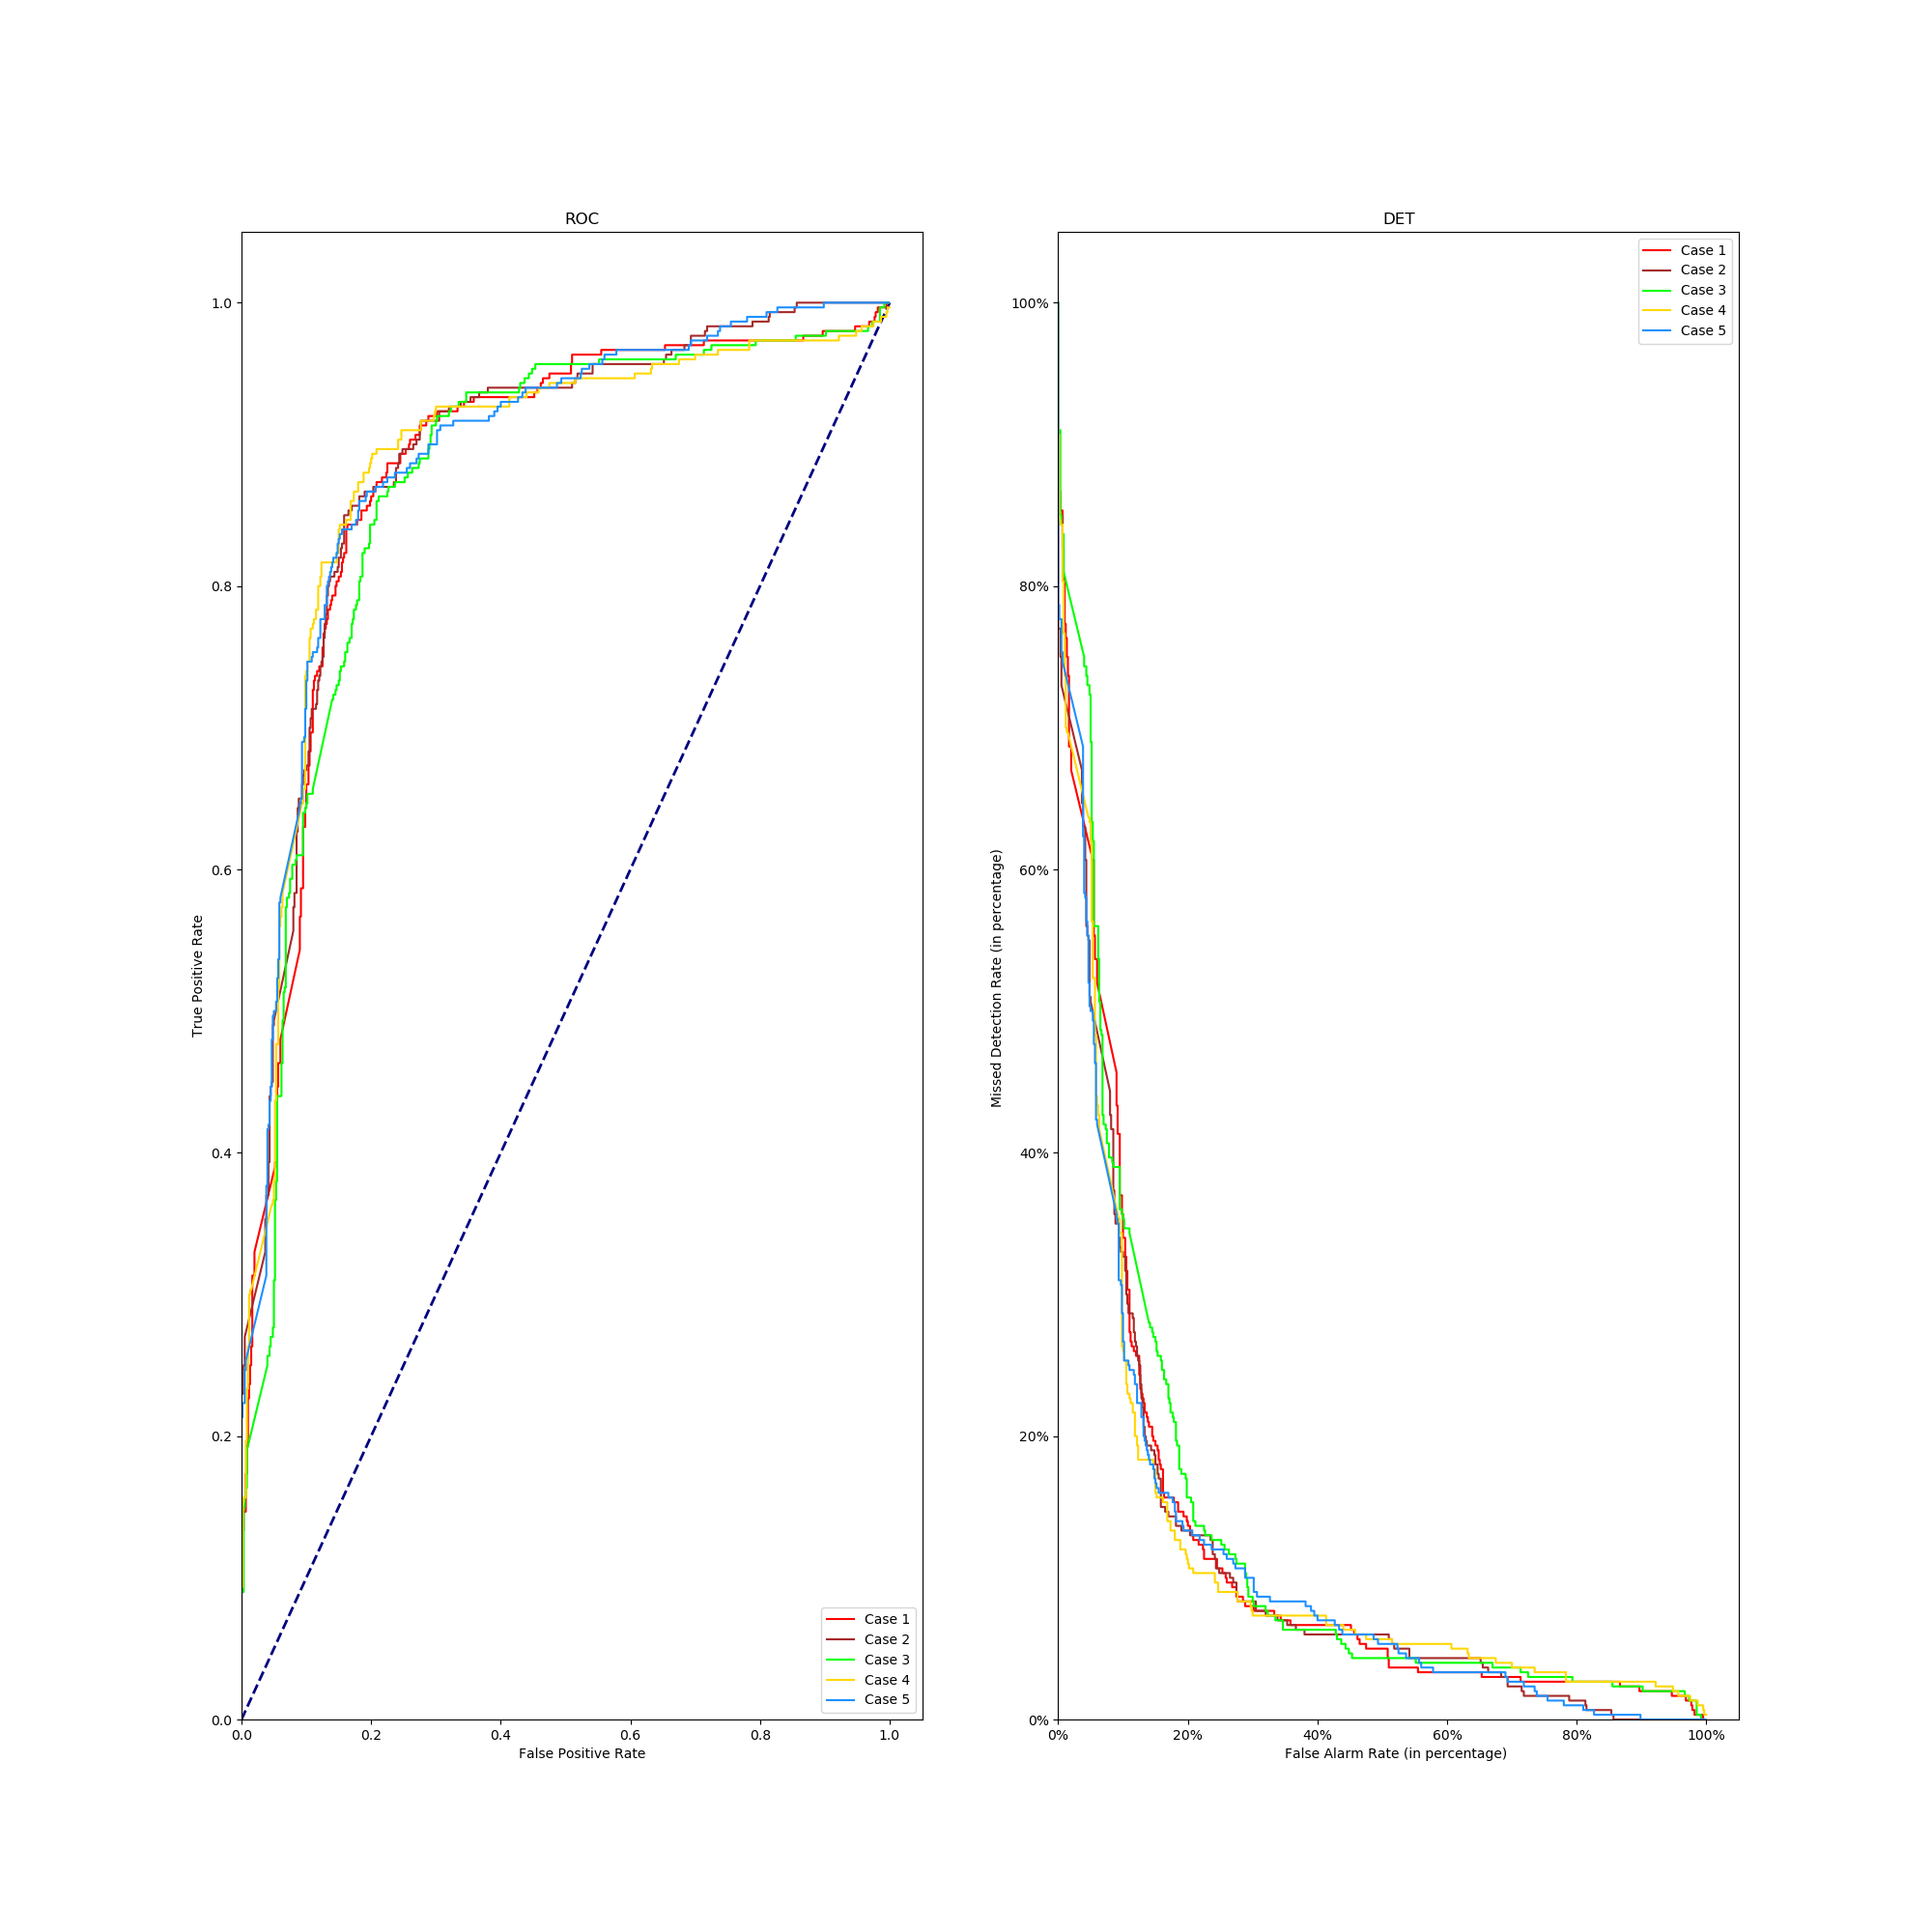 ROC
1.0
0.8
0.6
0.4
0.2
0.0
True Positive Rate
0.0 0.2 0.4 0.6 0.8 1.0
False Positive Rate
Case 1
Case 2
Case 3
Case 4
Case 5
DET
100%
80%
60%
40%
20%
0%
Missed Detection Rate (in percentage)
0% 20% 40% 60% 80% 100%
False Alarm Rate (in percentage)
Case 1
Case 2
Case 3
Case 4
Case 5